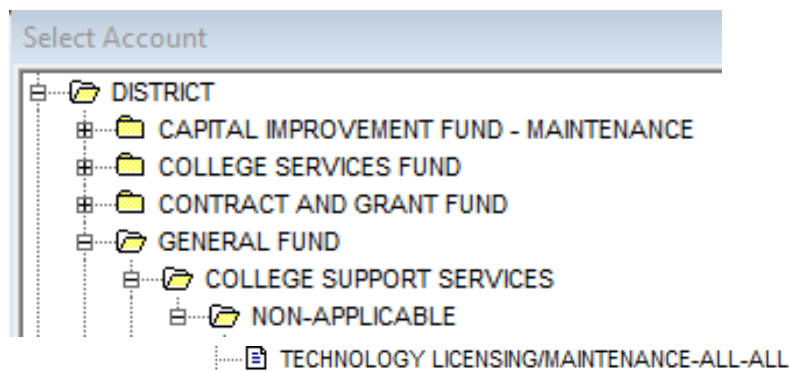 Select Account
DISTRICT
CAPITAL IMPROVEMENT FUND - MAINTENANCE
COLLEGE SERVICES FUND
CONTRACT AND GRANT FUND
GENERAL FUND
COLLEGE SUPPORT SERVICES
NON-APPLICABLE
TECHNOLOGY LICENSING/MAINTENANCE-ALL-ALL